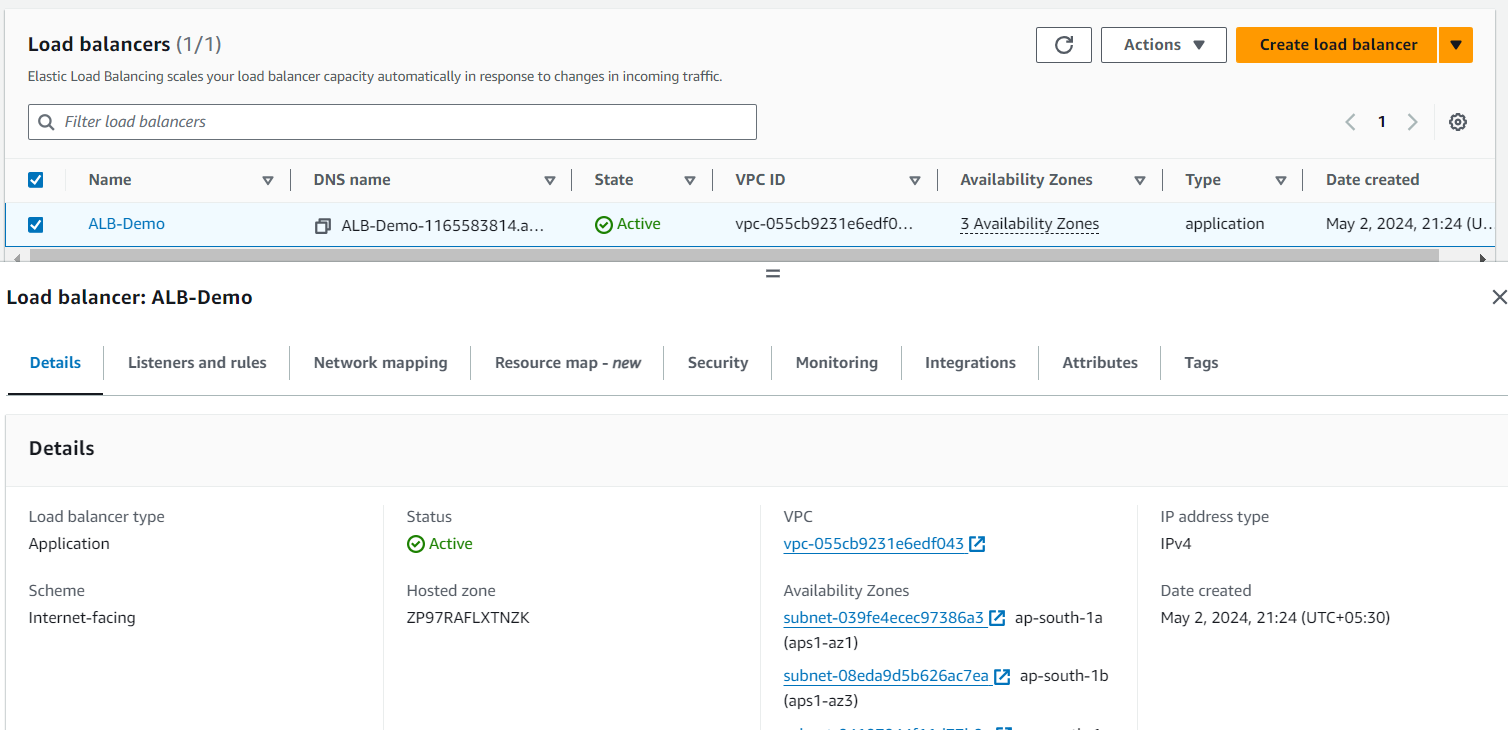 Load balancers (1/1)
Actions
Create load balancer
Elastic Load Balancing scales your load balancer capacity automatically in response to changes in incoming traffic.
Filter load balancers
1
Name DNS name State VPC ID Availability Zones Type Date created
ALB-Demo ALB-Demo-1165583814.a... Active vpc-055cb9231e6edf0... 3 Availability Zones application May 2, 2024, 21:24 (U...
Load balancer: ALB-Demo
Details Listeners and rules Network mapping Resource map - new Security Monitoring Integrations Attributes Tags
Details
Load balancer type
Application
Scheme
Internet-facing
Status
Active
Hosted zone
ZP97RAFLXTNZK
VPC
vpc-055cb9231e6edf043
Availability Zones
subnet-039fe4ecec97386a3 ap-south-1a
(aps1-az1)
subnet-08eda9d5b626ac7ea ap-south-1b
(aps1-az3)
IP address type
IPv4
Date created
May 2, 2024, 21:24 (UTC+05:30)